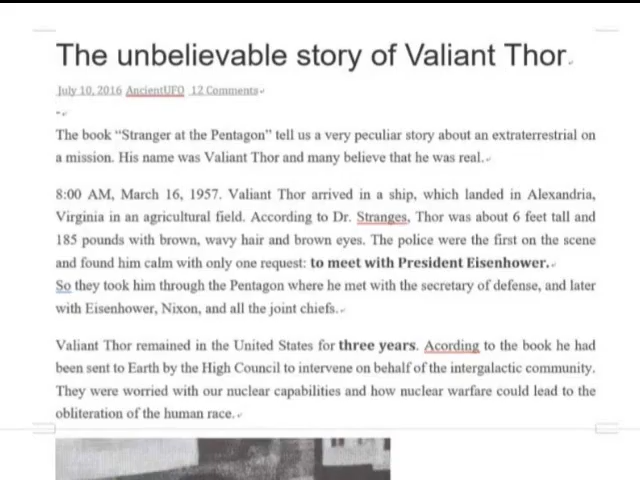 The unbelievable story of Valiant Thor
July 10, 2016 AncientUFO 12 Comments
The book “Stranger at the Pentagon” tell us a very peculiar story about an extraterrestrial on
a mission. His name was Valiant Thor and many believe that he was real.
8:00 AM, March 16, 1957. Valiant Thor arrived in a ship, which landed in Alexandria,
Virginia in an agricultural field. According to Dr. Stranges, Thor was about 6 feet tall and
185 pounds with brown, wavy hair and brown eyes. The police were the first on the scene
and found him calm with only one request: to meet with President Eisenhower.
So they took him through the Pentagon where he met with the secretary of defense, and later
with Eisenhower, Nixon, and all the joint chiefs.
Valiant Thor remained in the United States for three years. Acording to the book he had
been sent to Earth by the High Council to intervene on behalf of the intergalactic community.
They were worried with our nuclear capabilities and how nuclear warfare could lead to the
obliteration of the human race.